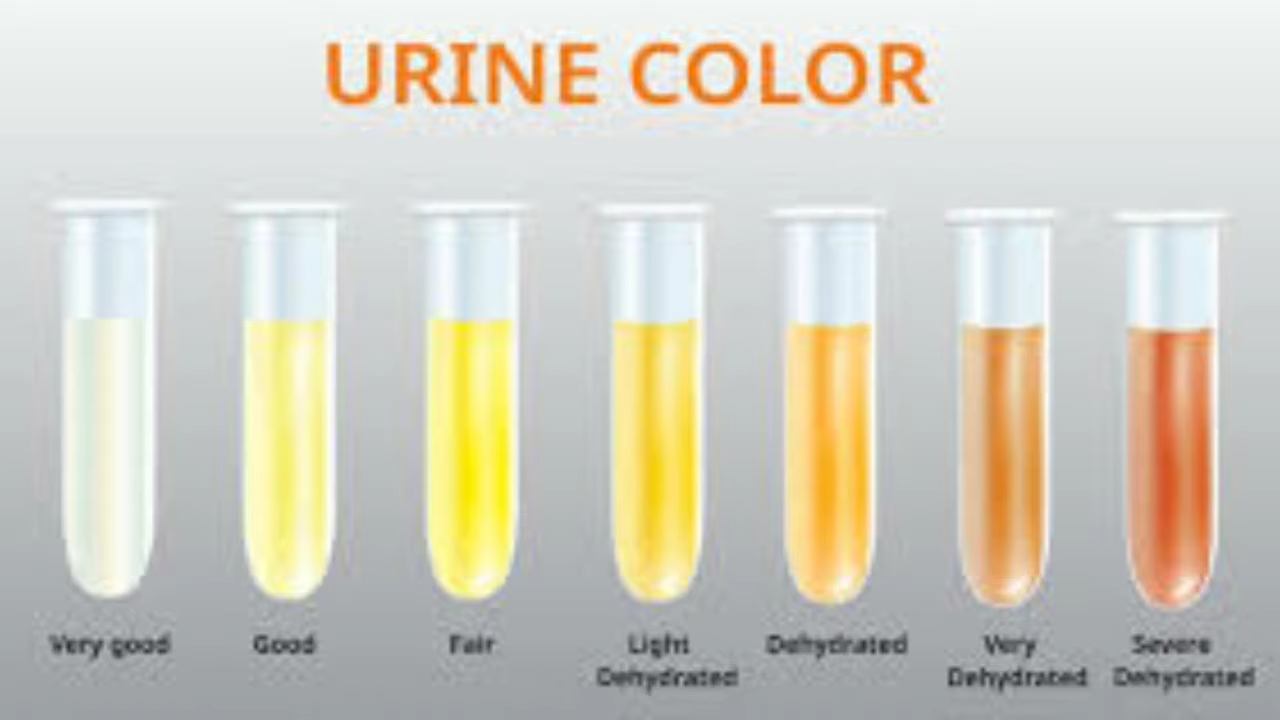 URINE COLOR
Very good
Good
Fair
Light
Dehydrated
Dehydrated
Very
Dehydrated
Severe
Dehydrated